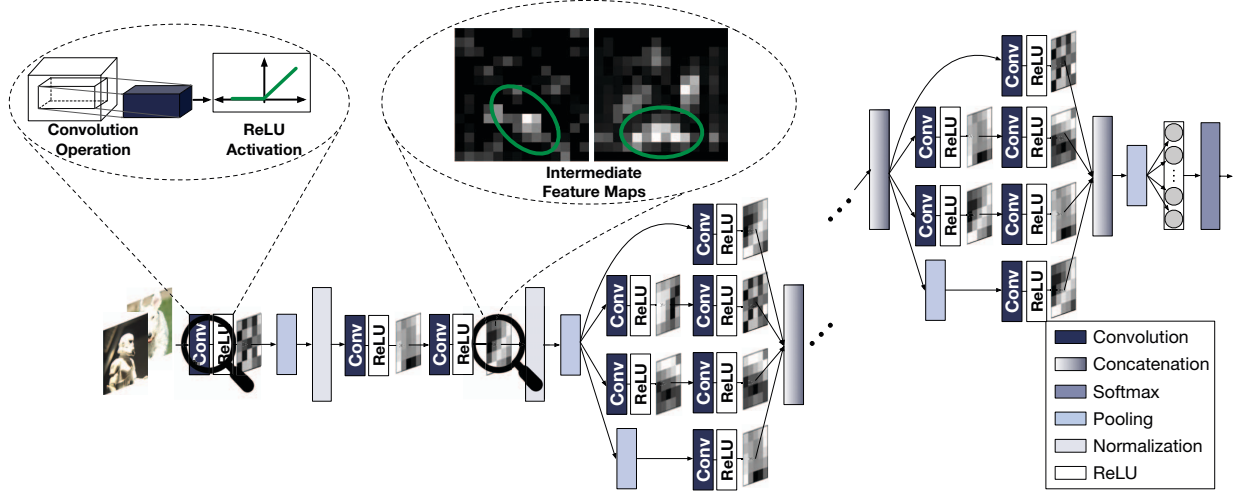 Convolution
Operation
ReLU
Activation
Intermediate
Feature Maps
Conv
ReLU
Conv
ReLU
Conv
ReLU
Conv
ReLU
Conv
ReLU
Conv
ReLU
Conv
ReLU
Conv
ReLU
Conv
ReLU
Conv
ReLU
Conv
ReLU
Conv
ReLU
Conv
ReLU
Conv
ReLU
Conv
ReLU
Convolution
Concatenation
Softmax
Pooling
Normalization
ReLU